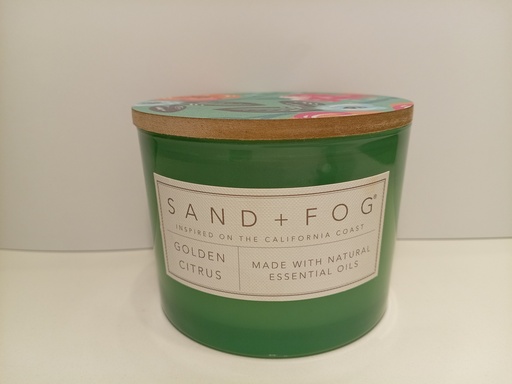 SAND + FOG®
INSPIRED ON THE CALIFORNIA COAST
GOLDEN
CITRUS
MADE WITH NATURAL
ESSENTIAL OILS